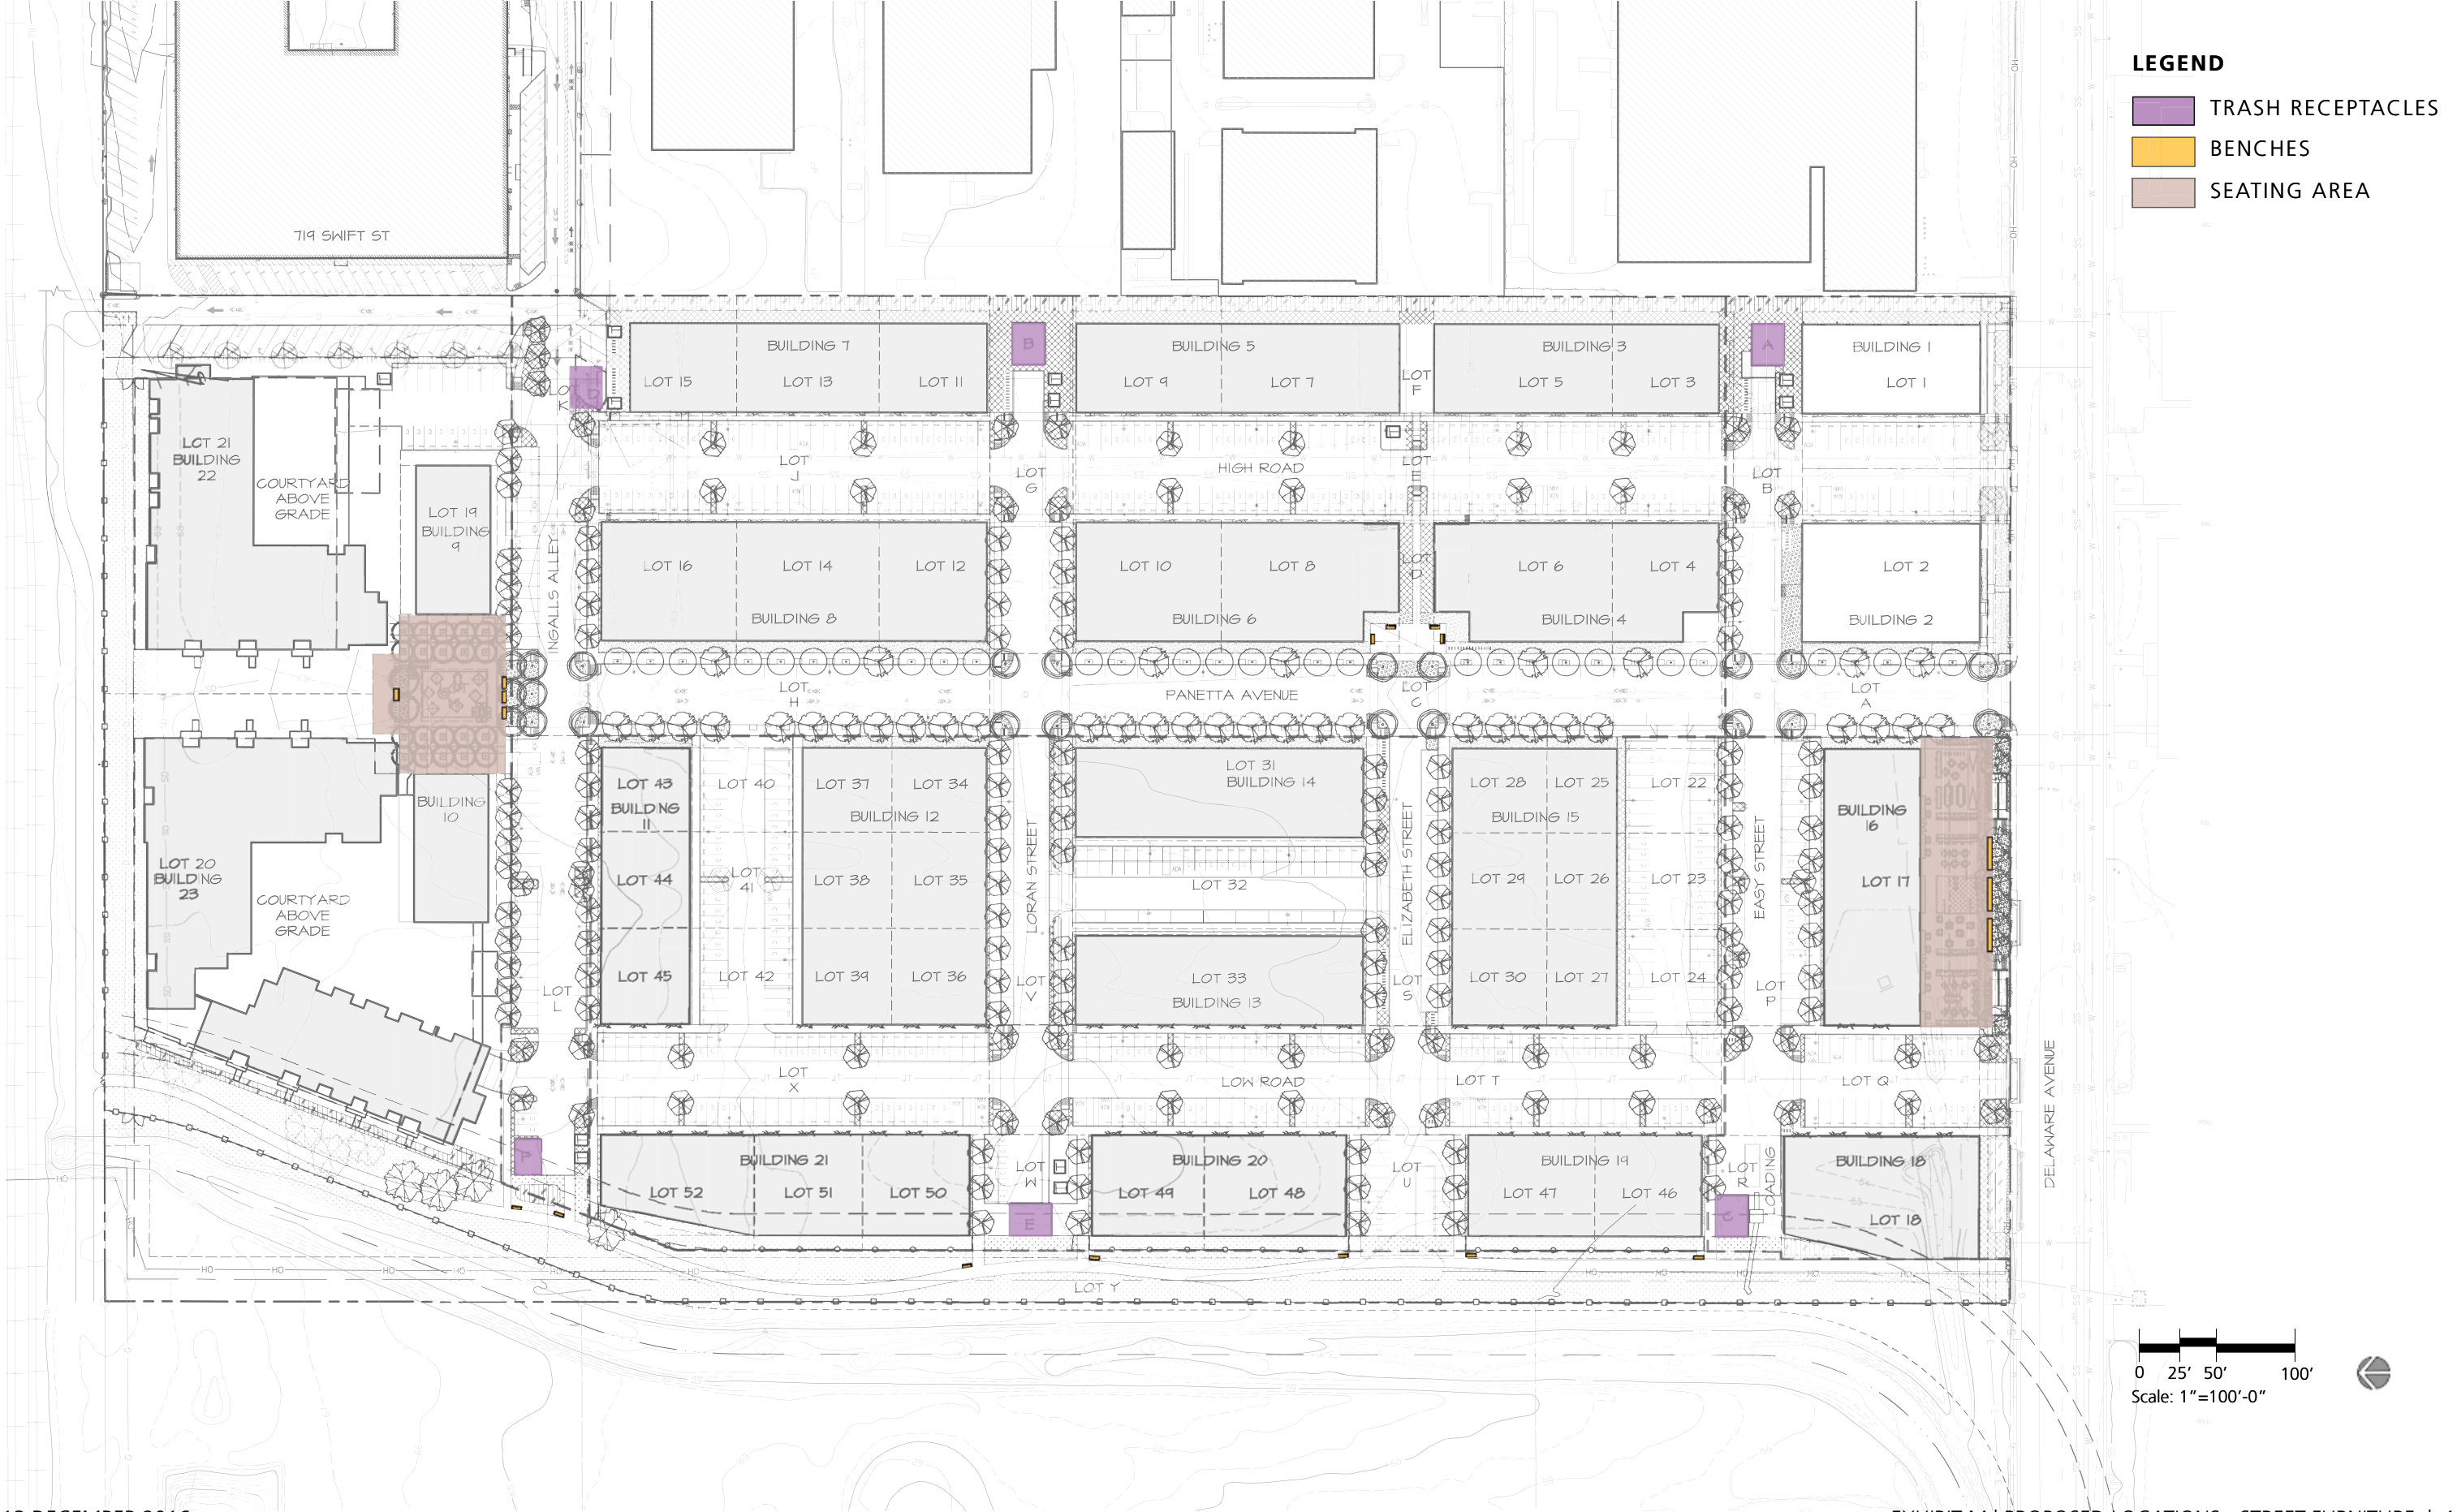 LEGEND
TRASH RECEPTACLES
BENCHES
SEATING AREA
719 SWIFT ST
BUILDING 7
LOT 15
LOT 13
LOT 11
B
BUILDING 5
LOT 9
LOT 7
LOT
F
BUILDING 3
LOT 5
LOT 3
A
BUILDING 1
LOT 1
LOT 21
BUILDING
22
COURTYARD
ABOVE
GRADE
LOT 19
BUILDING
9
INGALLS ALLEY
LOT
J
LOT
G
HIGH ROAD
LOT
E
LOT
B
LOT 16
LOT 14
LOT 12
BUILDING 8
LOT 10
LOT 8
BUILDING 6
LOT
D
LOT 6
LOT 4
BUILDING 4
LOT 2
BUILDING 2
LOT
H
PANETTA AVENUE
LOT
C
LOT
A
BUILDING
10
LOT 20
BUILDING
23
COURTYARD
ABOVE
GRADE
LOT
L
LOT 43
BUILDING
11
LOT 44
LOT 45
LOT 40
LOT
41
LOT 42
LOT 37
LOT 34
BUILDING 12
LOT 38
LOT 35
LOT 39
LOT 36
LORAN STREET
LOT
V
LOT 31
BUILDING 14
LOT 32
LOT 33
BUILDING 13
ELIZABETH STREET
LOT
S
LOT 28
LOT 25
BUILDING 15
LOT 29
LOT 26
LOT 30
LOT 27
LOT 22
LOT 23
LOT 24
EASY STREET
LOT
P
BUILDING
16
LOT 17
LOT
X
LOW ROAD
LOT T
LOT Q
DELAWARE AVENUE
BUILDING 21
LOT 52
LOT 51
LOT 50
LOT
W
E
BUILDING 20
LOT 49
LOT 48
LOT
U
BUILDING 19
LOT 47
LOT 46
LOT
R
LOADING
C
BUILDING 18
LOT 18
LOT Y
0 25' 50' 100'
Scale: 1"=100'-0"